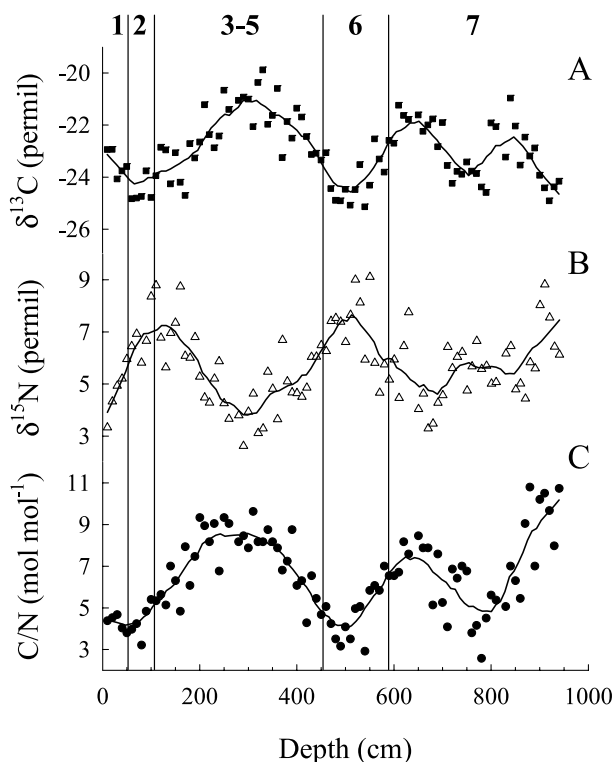 1 2 3-5 6 7
A
-20
-22
-24
-26
δ13C (permil)
B
9
7
5
3
δ15N (permil)
C
11
9
7
5
3
C/N (mol mol-1)
0 200 400 600 800 1000
Depth (cm)